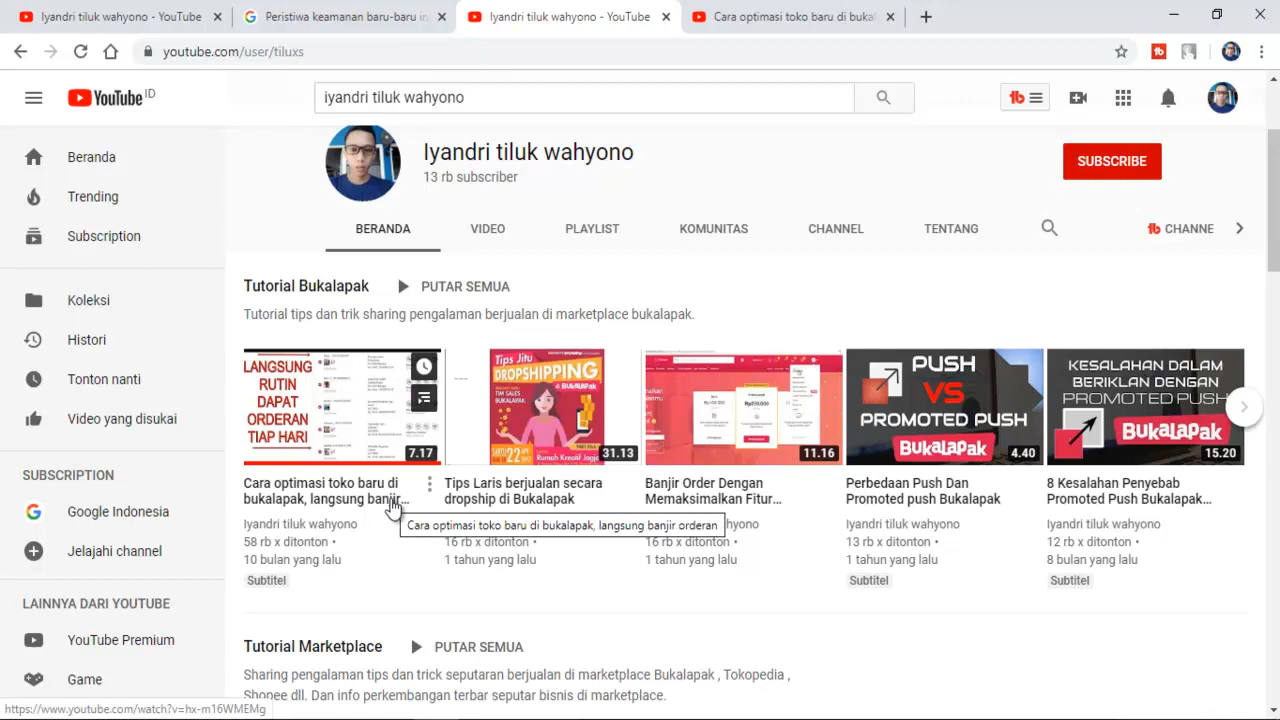 Iyandri tiluk wahyono - YouTube
Peristiwa keamanan baru-baru in
Iyandri tiluk wahyono - YouTube
Cara optimasi toko baru di bukal
youtube.com/user/tiluxs
YouTube ID
iyandri tiluk wahyono
Beranda
Trending
Subscription
Koleksi
Histori
Tonton nanti
Video yang disukai
SUBSCRIPTION
Google Indonesia
Jelajahi channel
LAINNYA DARI YOUTUBE
YouTube Premium
Game
Iyandri tiluk wahyono
13 rb subscriber
SUBSCRIBE
BERANDA
VIDEO
PLAYLIST
KOMUNITAS
CHANNEL
TENTANG
CHANNE
Tutorial Bukalapak
PUTAR SEMUA
Tutorial tips dan trik sharing pengalaman berjualan di marketplace bukalapak.
LANGSUNG
RUTIN
DAPAT
ORDERAN
TIAP HARI
7.17
Cara optimasi toko baru di
bukalapak, langsung banjir...
Iyandri tiluk wahyono
58 rb x ditonton •
10 bulan yang lalu
Subtitel
Tips Jitu
DROPSHIPPING
di BUKALAPAK
SABTU
22 APR
Rumah Kreatif Jogja
31.13
Tips Laris berjualan secara
dropship di Bukalapak
16 rb x ditonton •
1 tahun yang lalu
11.16
Banjir Order Dengan
Memaksimalkan Fitur...
hyono
16 rb x ditonton •
1 tahun yang lalu
PUSH
VS
PROMOTED PUSH
Bukalapak
4.40
Perbedaan Push Dan
Promoted push Bukalapak
Iyandri tiluk wahyono
13 rb x ditonton •
1 tahun yang lalu
Subtitel
KESALAHAN DALAM
SERIKLAN DENGAN
PROMOTED PUSH
Bukalapak
15.20
8 Kesalahan Penyebab
Promoted Push Bukalapak...
Iyandri tiluk wahyono
12 rb x ditonton •
8 bulan yang lalu
Subtitel
Cara optimasi toko baru di bukalapak, langsung banjir orderan
Tutorial Marketplace
PUTAR SEMUA
Sharing pengalaman tips dan trick seputaran berjualan di marketplace Bukalapak , Tokopedia ,
Shopee dll. Dan info perkembangan terbar seputar bisnis di marketplace.
https://www.youtube.com/watch?v=hx-m16WMEMg